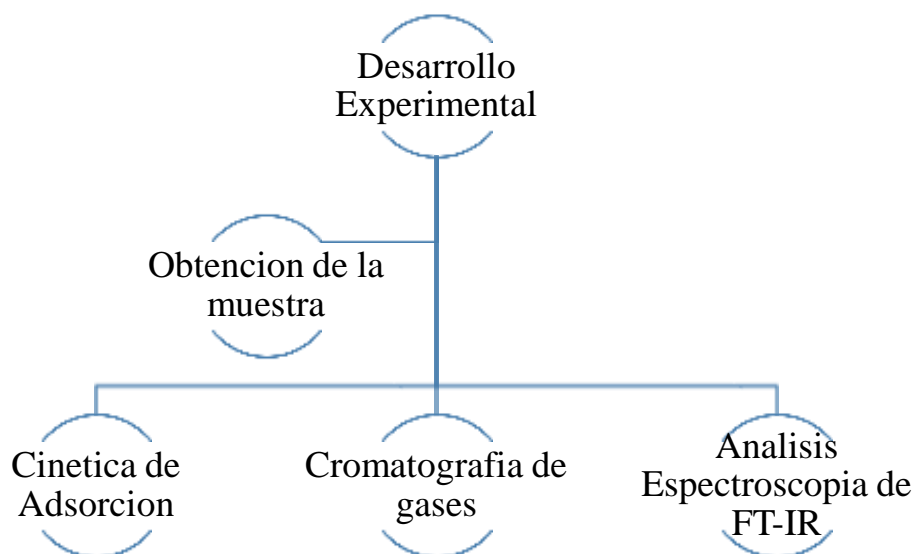 Desarrollo
Experimental
Obtencion de la
muestra
Cinetica de
Adsorcion
Cromatografia de
gases
Analisis
Espectroscopia de
FT-IR